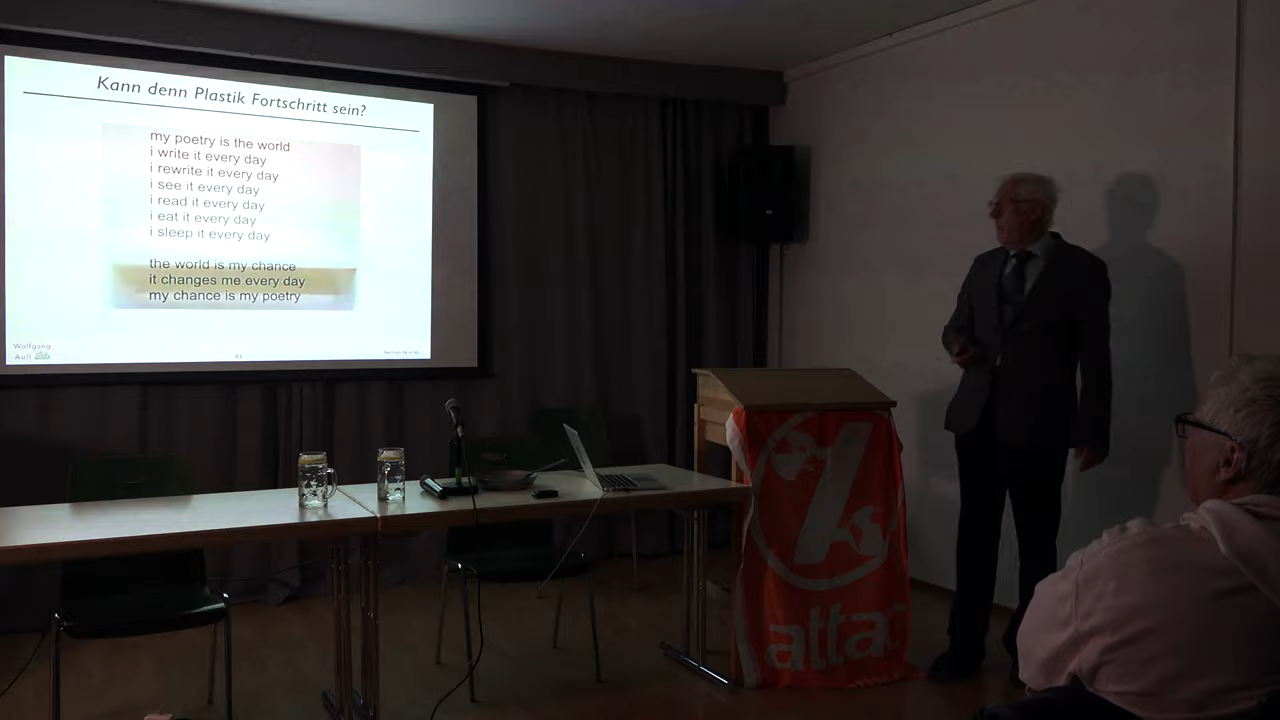 Kann denn Plastik Fortschritt sein?
my poetry is the world
i write it every day
i rewrite it every day
i see it every day
i read it every day
i eat it every day
i sleep it every day
the world is my chance
it changes me every day
my chance is my poetry
Wolfgang
Aull
93
attac